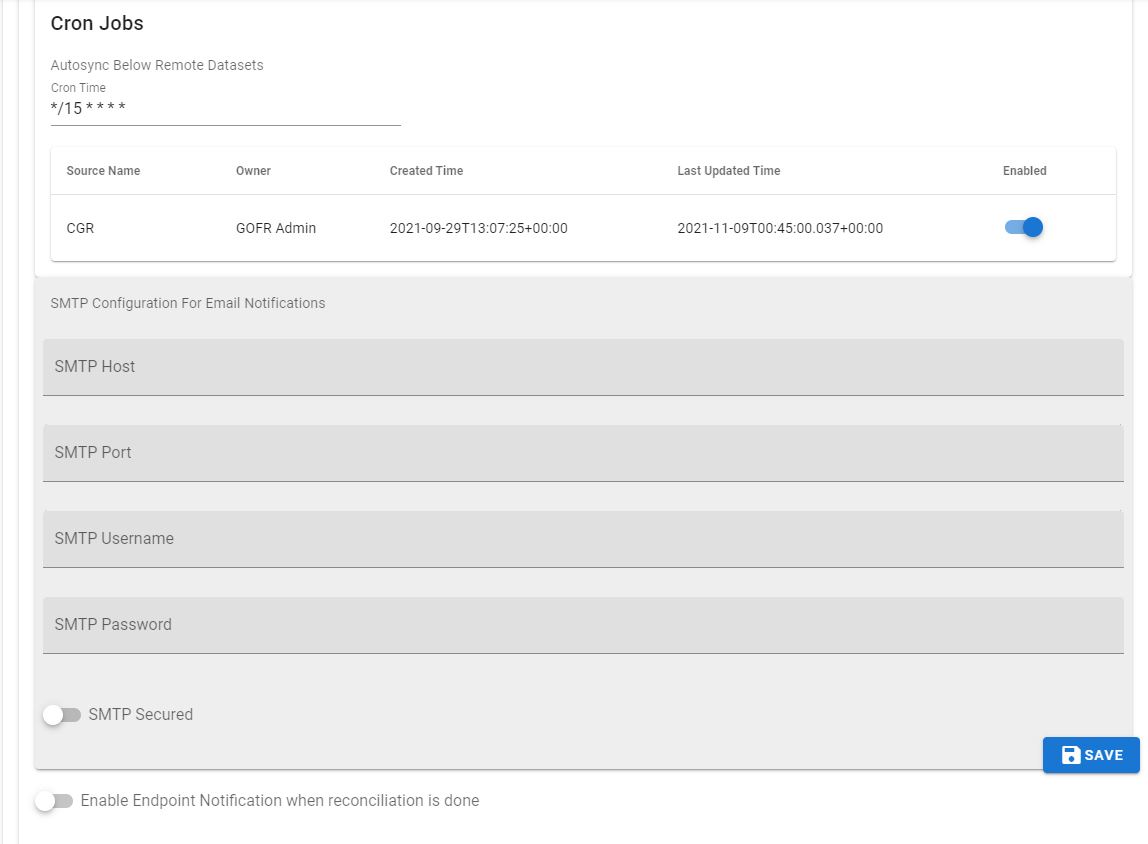 Cron Jobs
Autosync Below Remote Datasets
Cron Time
*/15 * * * *
Source Name Owner Created Time Last Updated Time Enabled
CGR GOFR Admin 2021-09-29T13:07:25+00:00 2021-11-09T00:45:00.037+00:00
SMTP Configuration For Email Notifications
SMTP Host
SMTP Port
SMTP Username
SMTP Password
SMTP Secured
SAVE
Enable Endpoint Notification when reconciliation is done